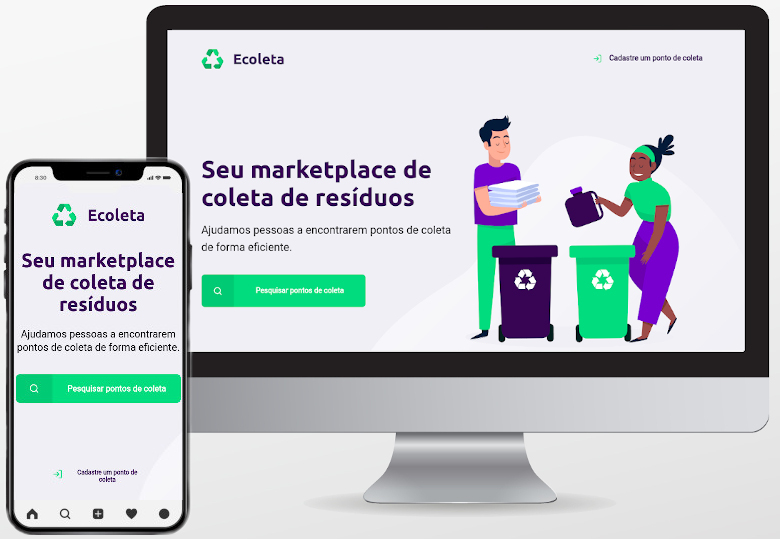 Ecoleta
Cadastre um ponto de coleta
Seu marketplace de
coleta de resíduos
Ajudamos pessoas a encontrarem pontos de coleta
de forma eficiente.
Pesquisar pontos de coleta
8:30
Ecoleta
Seu marketplace
de coleta de
resíduos
Ajudamos pessoas a encontrarem
pontos de coleta de forma eficiente.
Pesquisar pontos de coleta
Cadastre um ponto de
coleta